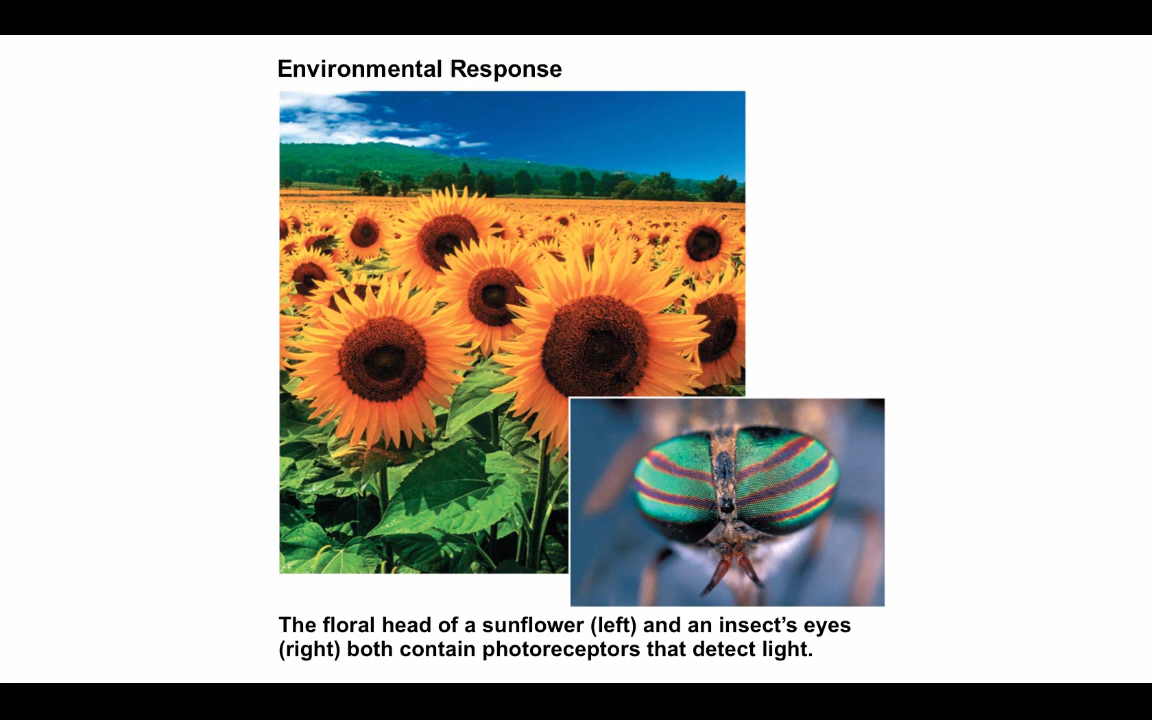 Environmental Response
The floral head of a sunflower (left) and an insect’s eyes
(right) both contain photoreceptors that detect light.